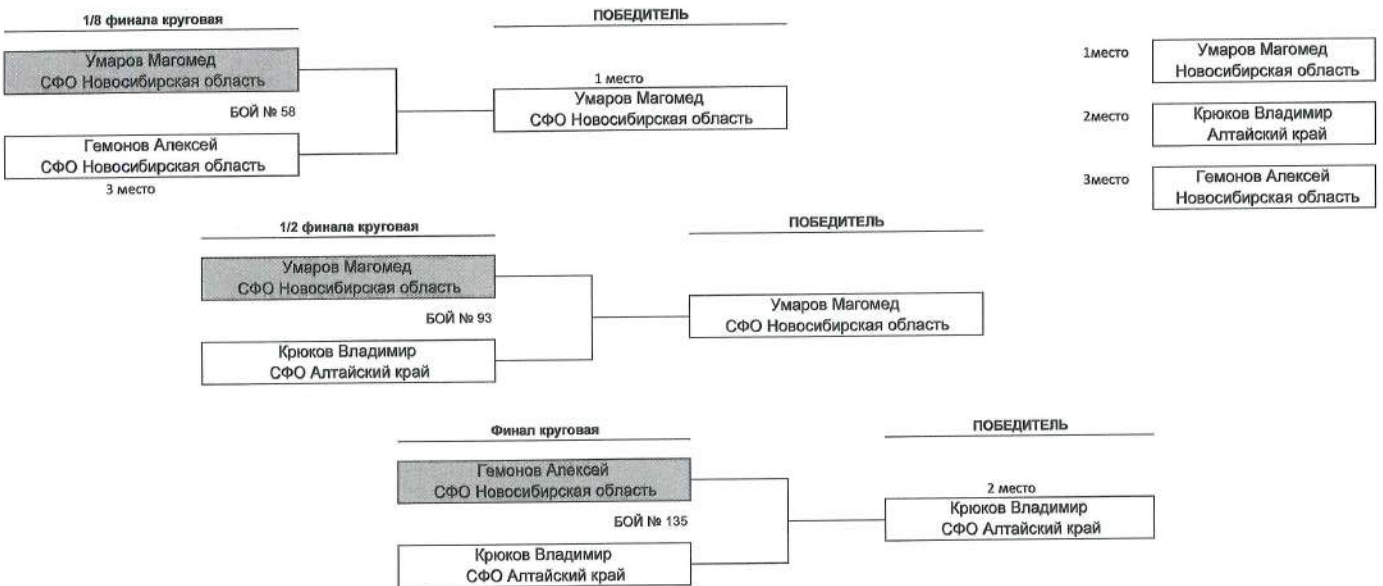 1/8 финала круговая
ПОБЕДИТЕЛЬ
Умаров Магомед
СФО Новосибирская область
БОЙ № 58
Гемонов Алексей
СФО Новосибирская область
3 место
1 место
Умаров Магомед
СФО Новосибирская область
1место
Умаров Магомед
Новосибирская область
2место
Крюков Владимир
Алтайский край
3место
Гемонов Алексей
Новосибирская область
1/2 финала круговая
ПОБЕДИТЕЛЬ
Умаров Магомед
СФО Новосибирская область
БОЙ № 93
Крюков Владимир
СФО Алтайский край
Умаров Магомед
СФО Новосибирская область
Финал круговая
ПОБЕДИТЕЛЬ
Гемонов Алексей
СФО Новосибирская область
БОЙ № 135
Крюков Владимир
СФО Алтайский край
2 место
Крюков Владимир
СФО Алтайский край